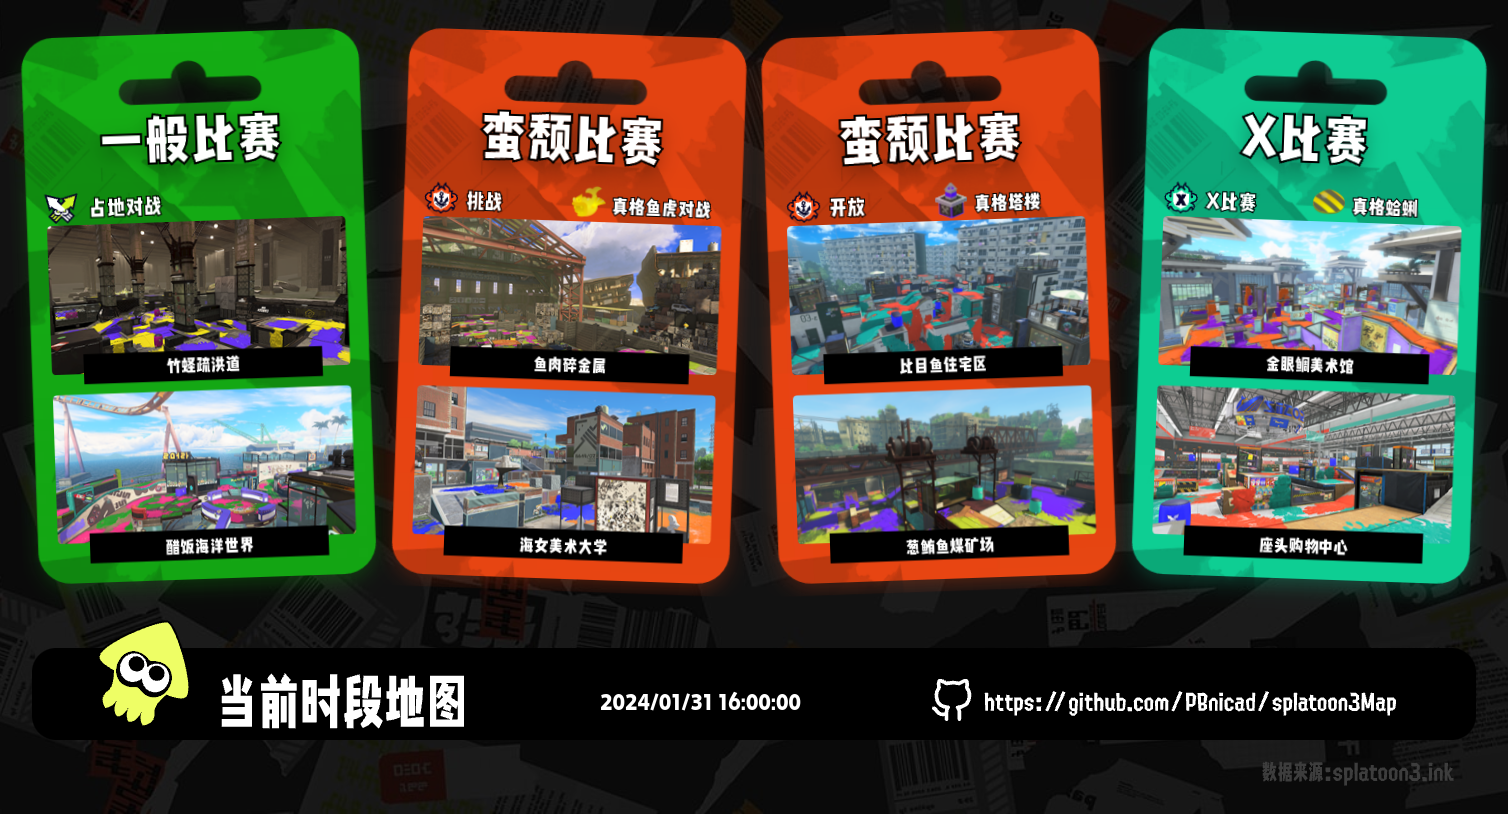 一般比赛
占地对战
竹蛏疏洪道
醋饭海洋世界
蛮颓比赛
挑战
真格鱼虎对战
鱼肉碎金属
海女美术大学
蛮颓比赛
开放
真格塔楼
比目鱼住宅区
葱鲔鱼煤矿场
X比赛
X比赛
真格蛤蜊
金眼鲷美术馆
座头购物中心
当前时段地图
2024/01/31 16:00:00
https://github.com/PBnicad/splatoon3Map
数据来源:splatoon3.ink